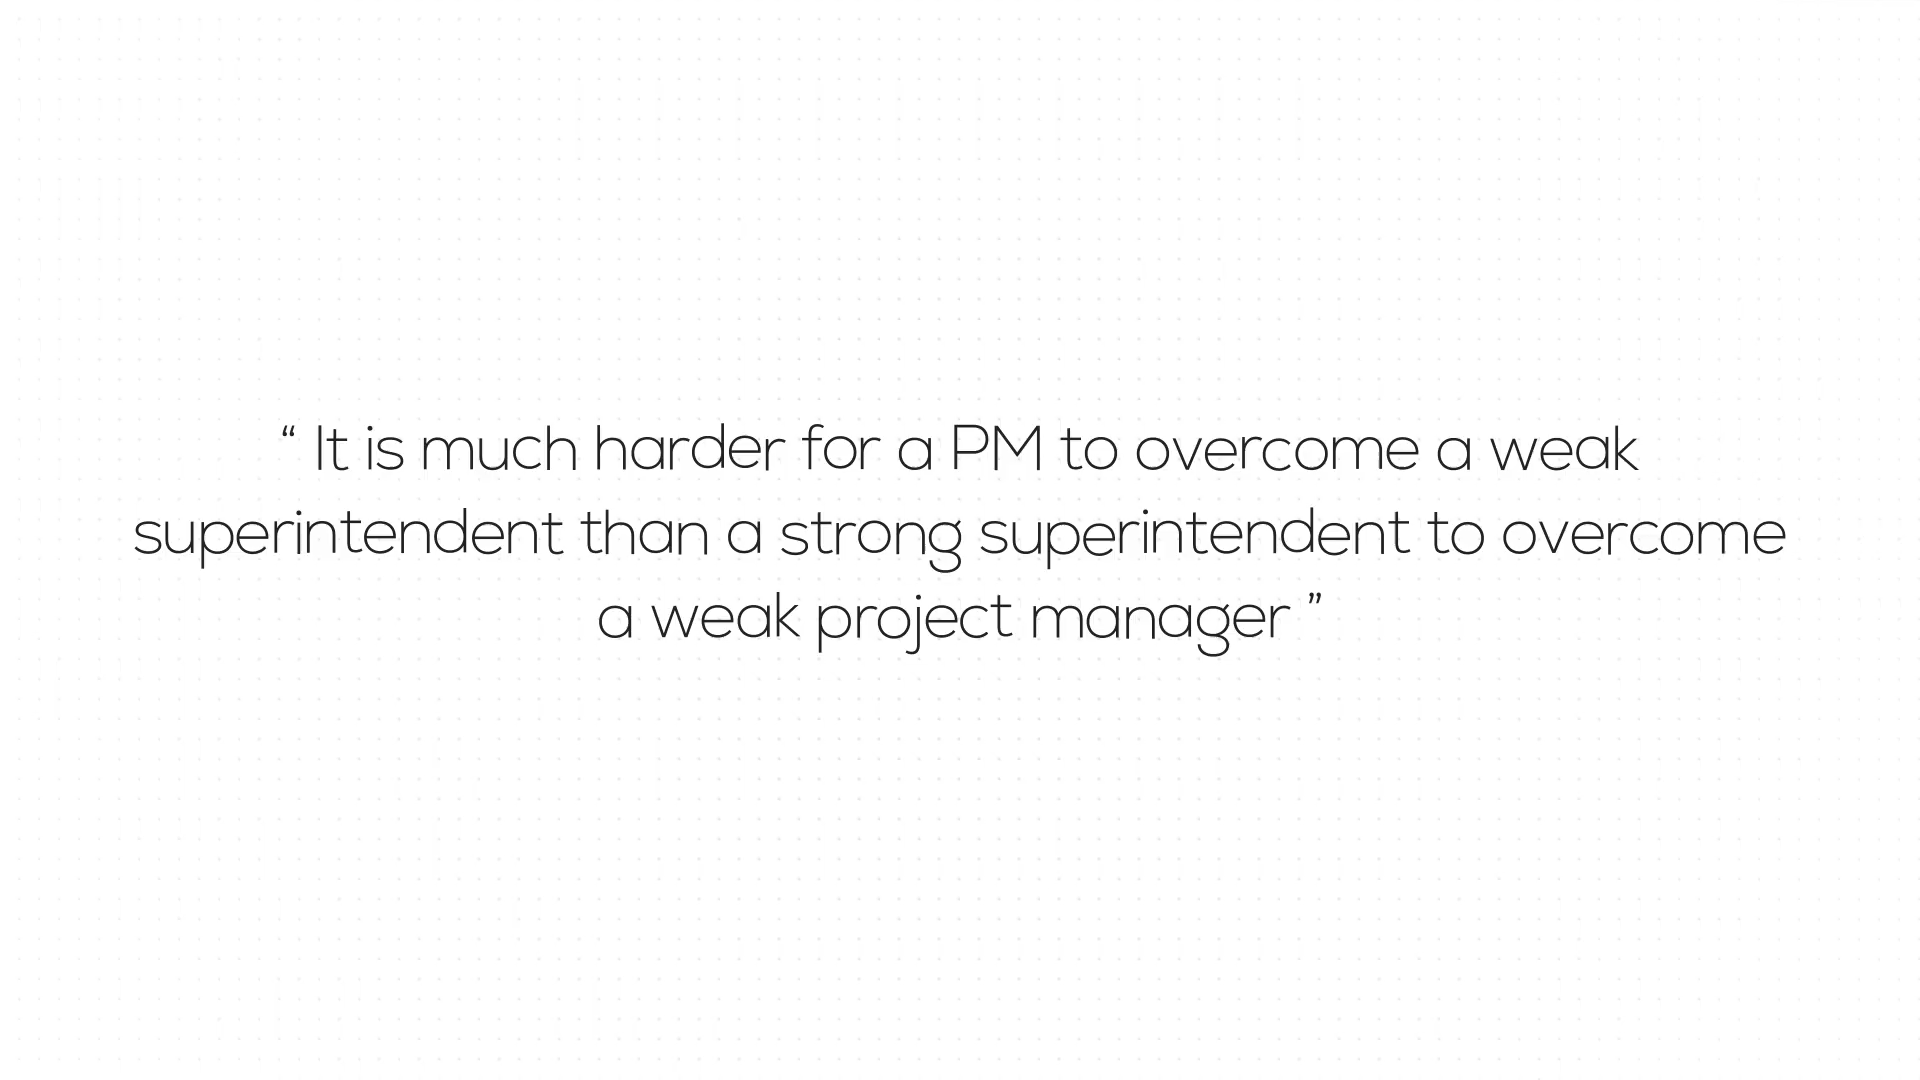 “ It is much harder for a PM to overcome a weak
superintendent than a strong superintendent to overcome
a weak project manager ”